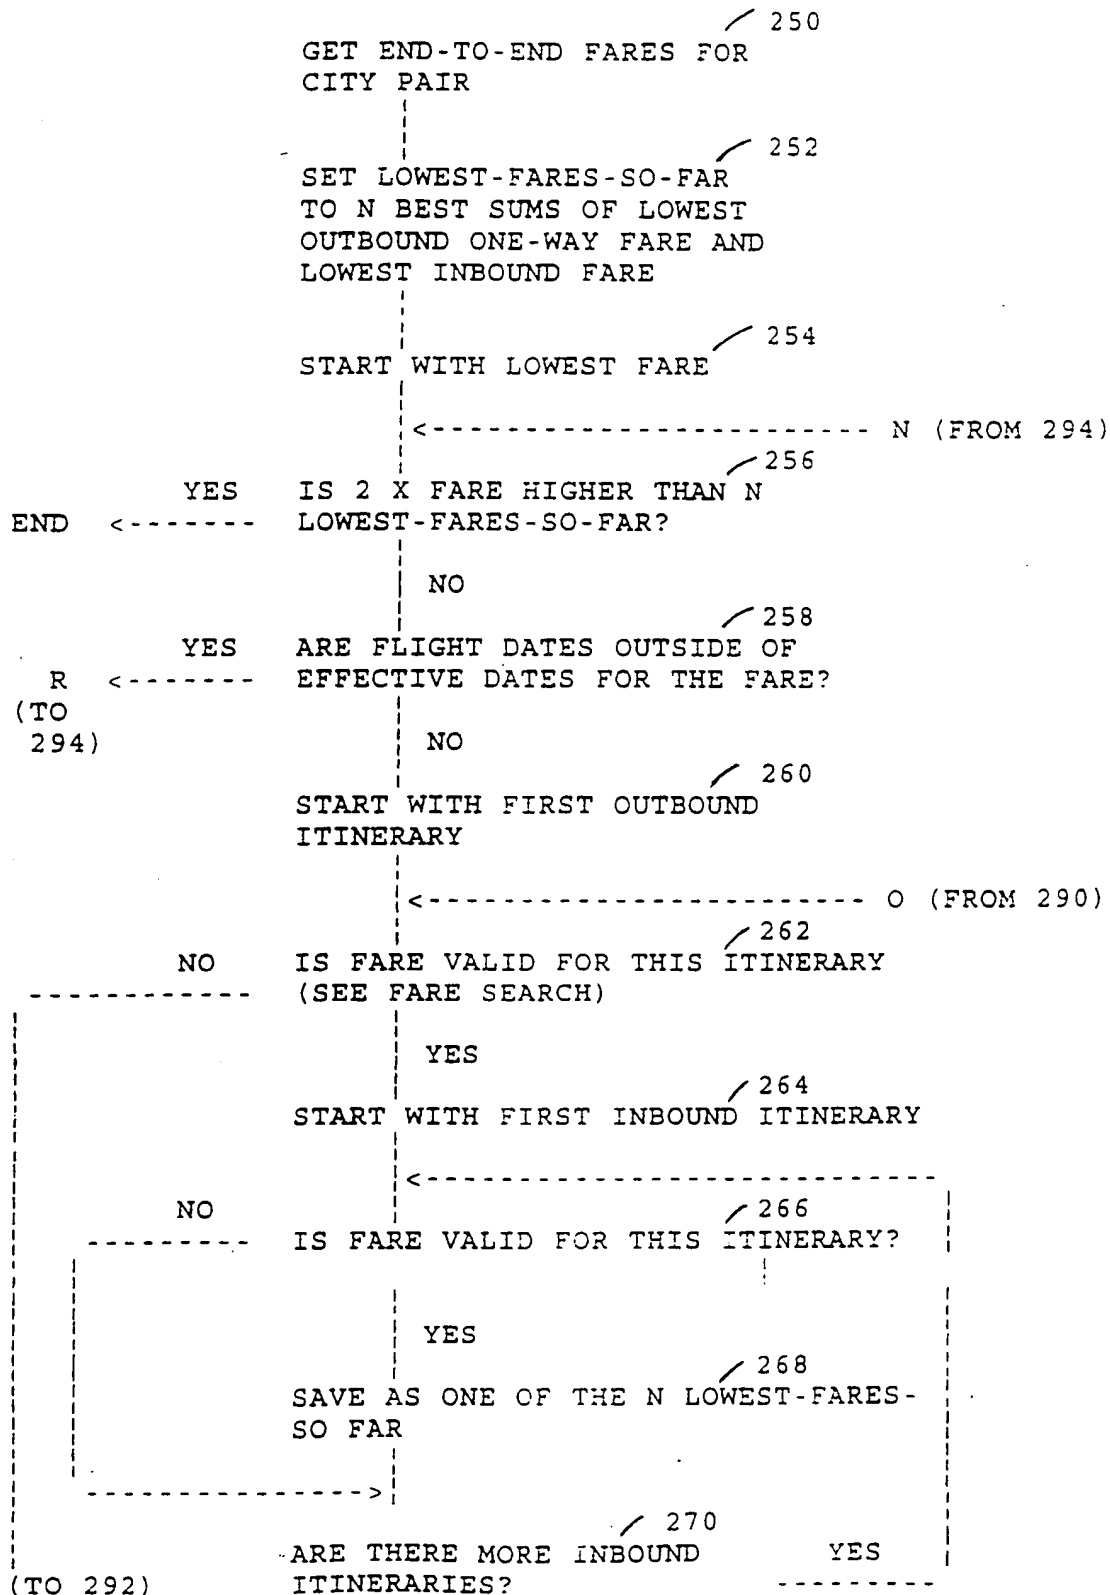 250
GET END-TO-END FARES FOR
CITY PAIR
252
SET LOWEST-FARES-SO-FAR
TO N BEST SUMS OF LOWEST
OUTBOUND ONE-WAY FARE AND
LOWEST INBOUND FARE
254
START WITH LOWEST FARE
N (FROM 294)
256
YES IS 2 X FARE HIGHER THAN N
END LOWEST-FARES-SO-FAR?
NO
258
YES ARE FLIGHT DATES OUTSIDE OF
R EFFECTIVE DATES FOR THE FARE?
(TO
294)
NO
260
START WITH FIRST OUTBOUND
ITINERARY
O (FROM 290)
262
NO IS FARE VALID FOR THIS ITINERARY
(SEE FARE SEARCH)
YES
264
START WITH FIRST INBOUND ITINERARY
NO 266
IS FARE VALID FOR THIS ITINERARY?
YES
268
SAVE AS ONE OF THE N LOWEST-FARES-
SO FAR
270
ARE THERE MORE INBOUND YES
(TO 292) ITINERARIES?